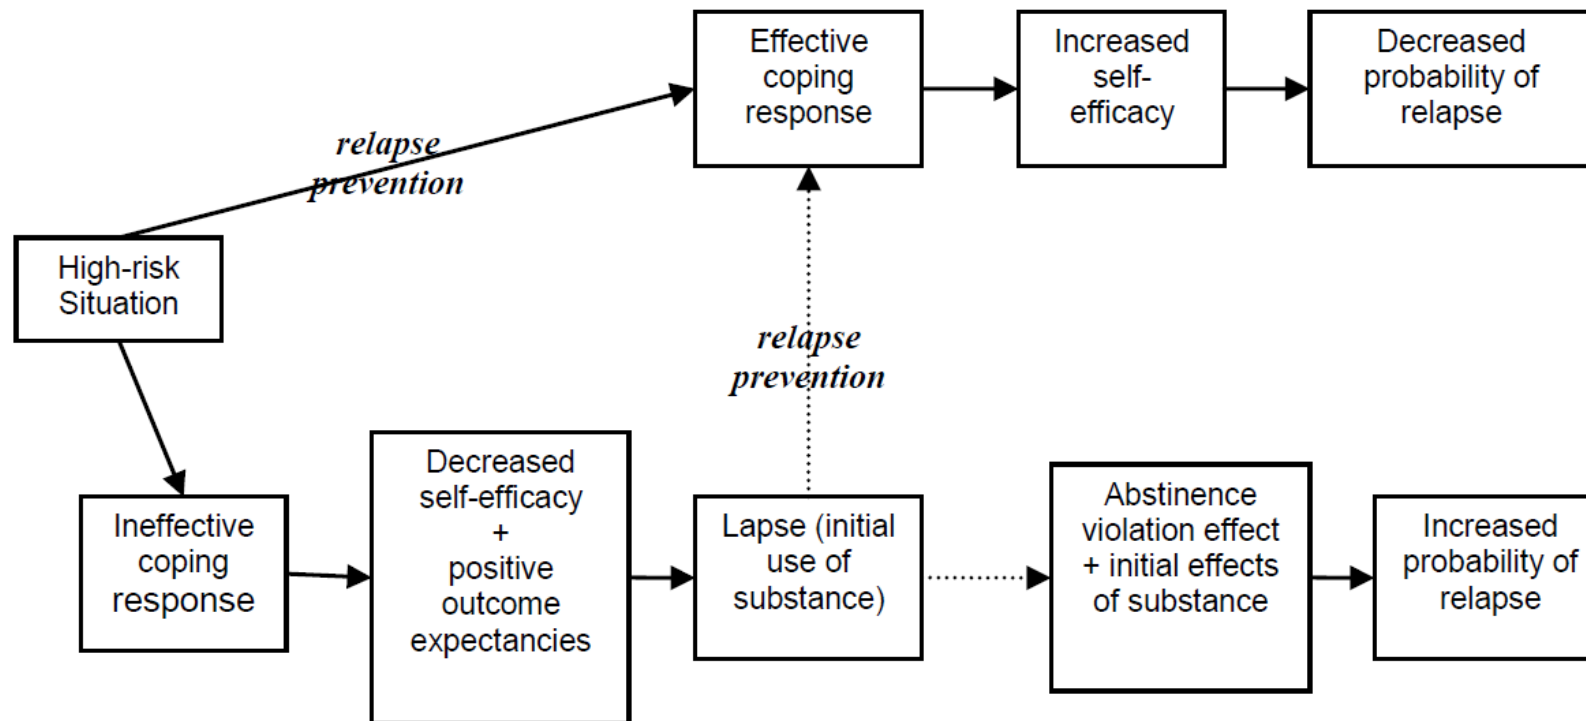 Effective
coping
response
Increased
self-
efficacy
Decreased
probability of
relapse
relapse
prevention
High-risk
Situation
relapse
prevention
Ineffective
coping
response
Decreased
self-efficacy
+
positive
outcome
expectancies
Lapse (initial
use of
substance)
Abstinence
violation effect
+ initial effects
of substance
Increased
probability of
relapse